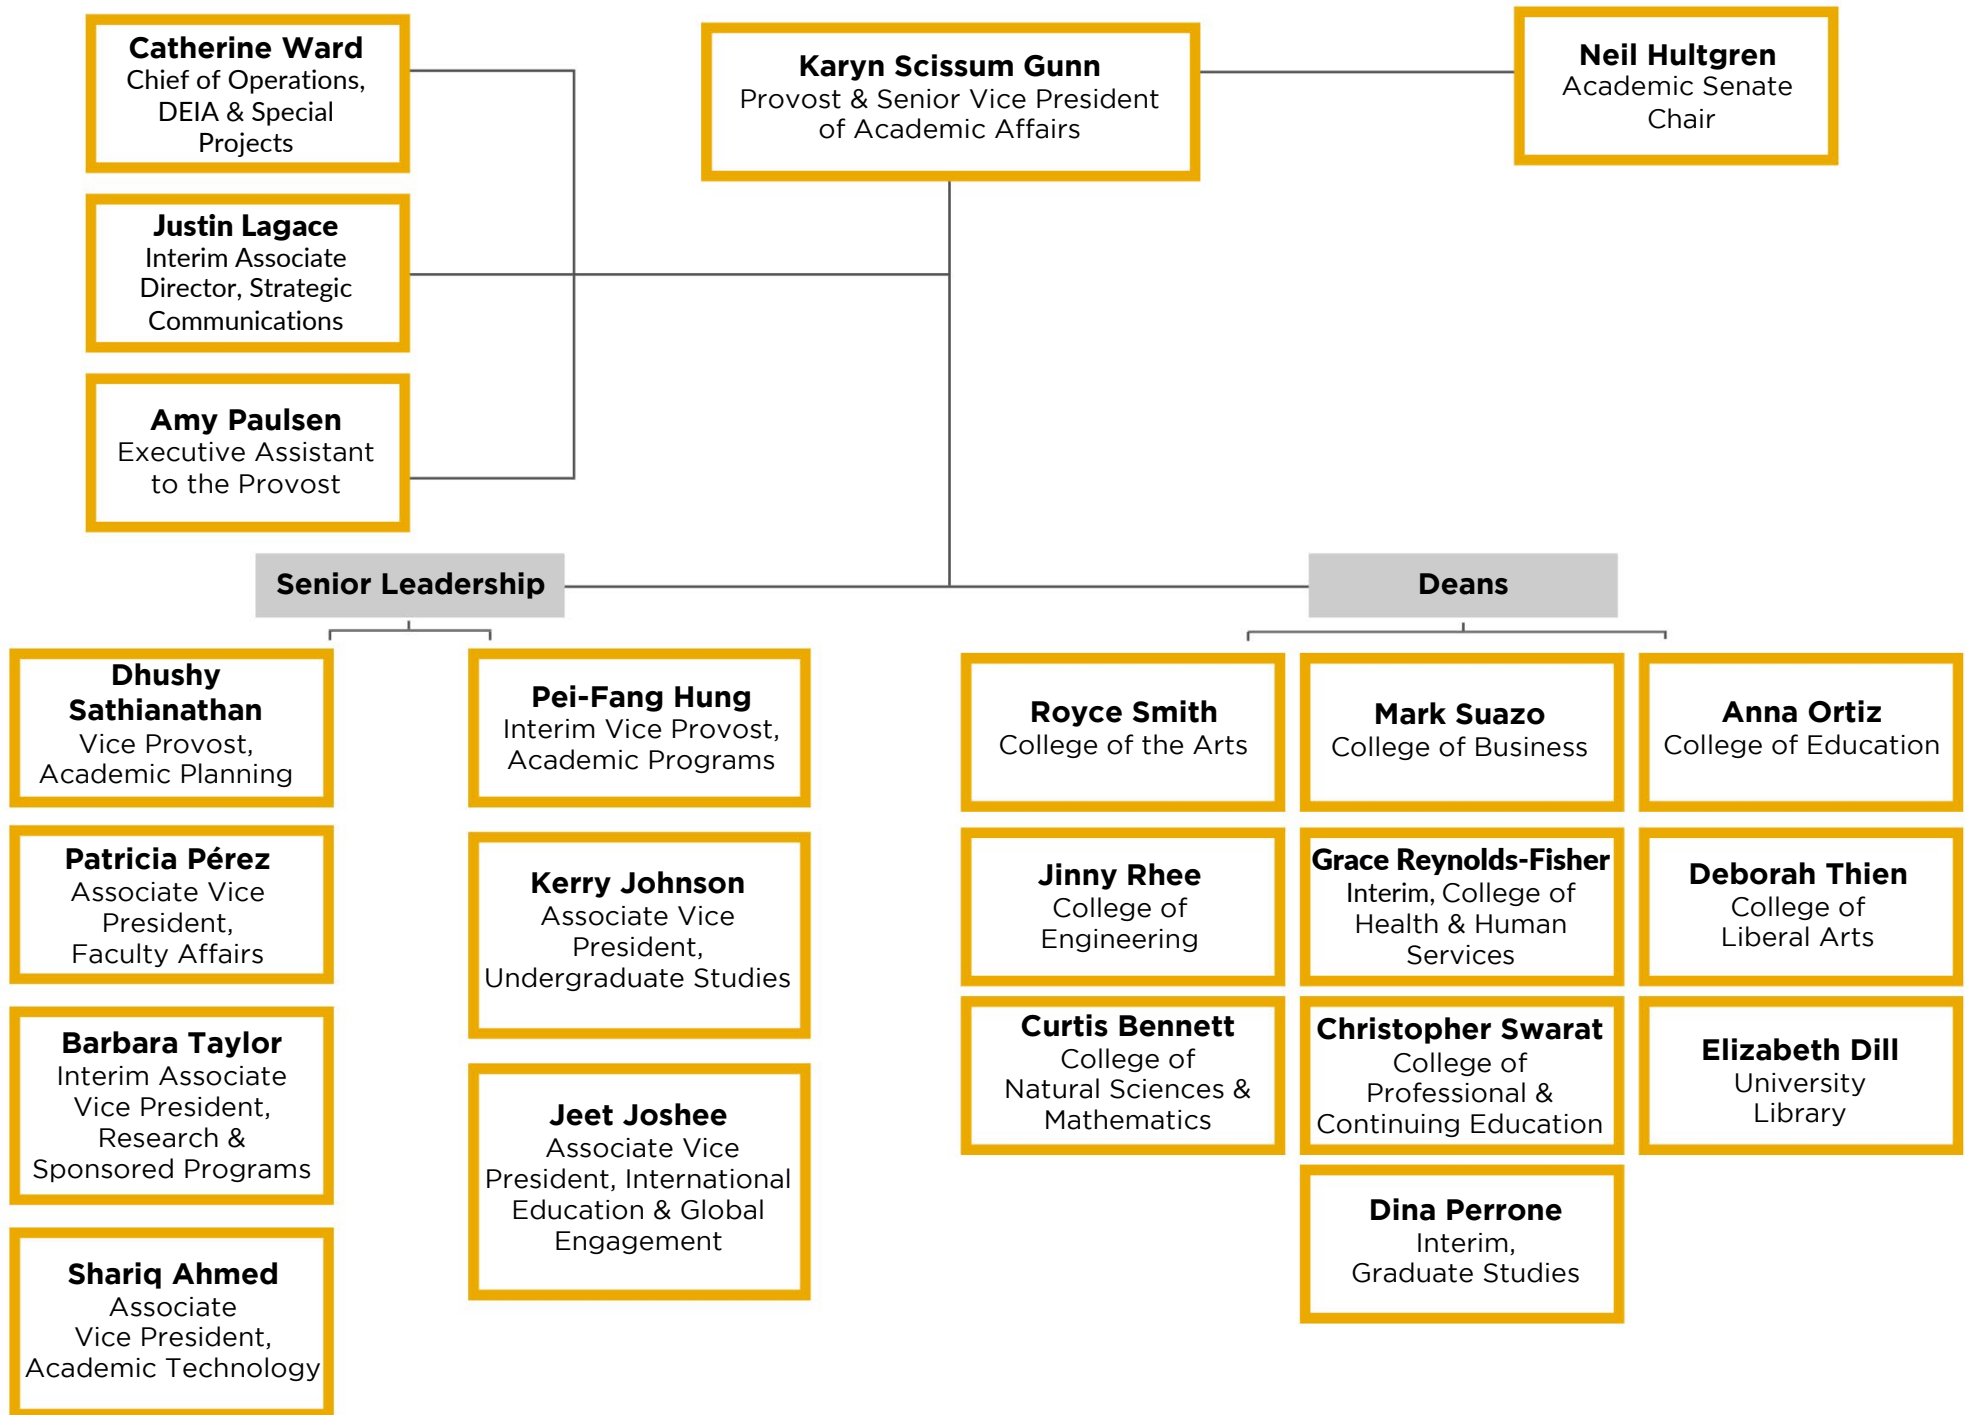 Catherine Ward
Chief of Operations,
DEIA & Special
Projects
Karyn Scissum Gunn
Provost & Senior Vice President
of Academic Affairs
Neil Hultgren
Academic Senate
Chair
Justin Lagace
Interim Associate
Director, Strategic
Communications
Amy Paulsen
Executive Assistant
to the Provost
Senior Leadership
Dhushy
Sathianathan
Vice Provost,
Academic Planning
Pei-Fang Hung
Interim Vice Provost,
Academic Programs
Patricia Pérez
Associate Vice
President,
Faculty Affairs
Kerry Johnson
Associate Vice
President,
Undergraduate Studies
Barbara Taylor
Interim Associate
Vice President,
Research &
Sponsored Programs
Jeet Joshee
Associate Vice
President, International
Education & Global
Engagement
Shariq Ahmed
Associate
Vice President,
Academic Technology
Deans
Royce Smith
College of the Arts
Mark Suazo
College of Business
Anna Ortiz
College of Education
Jinny Rhee
College of
Engineering
Grace Reynolds-Fisher
Interim, College of
Health & Human
Services
Deborah Thien
College of
Liberal Arts
Curtis Bennett
College of
Natural Sciences &
Mathematics
Christopher Swarat
College of
Professional &
Continuing Education
Elizabeth Dill
University
Library
Dina Perrone
Interim,
Graduate Studies